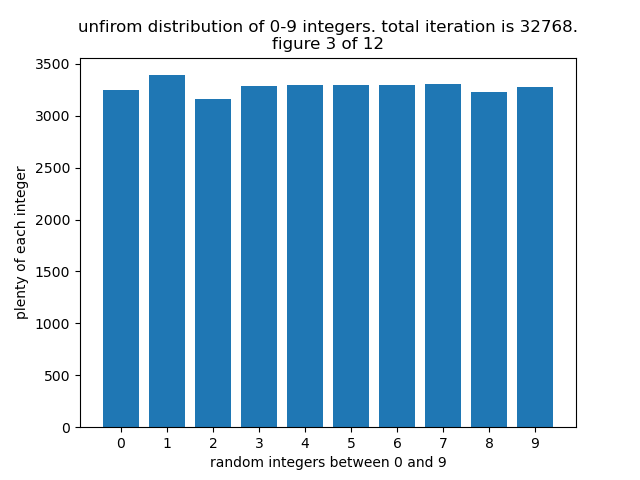 unfirom distribution of 0-9 integers. total iteration is 32768.
figure 3 of 12
3500
3000
2500
2000
1500
1000
500
0
plenty of each integer
0 1 2 3 4 5 6 7 8 9
random integers between 0 and 9